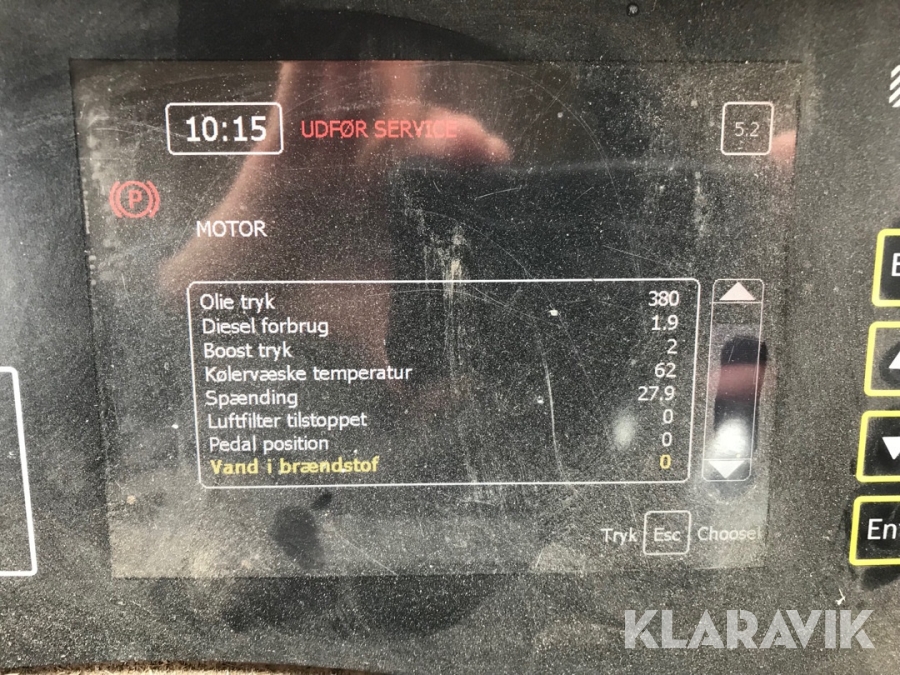 10:15 UDFØR SERVICE 5.2
P
MOTOR
Olie tryk 380
Diesel forbrug 1.9
Boost tryk 2
Kølervæske temperatur 62
Spænding 27.9
Luftfilter tilstoppet 0
Pedal position 0
Vand i brændstof 0
Tryk Esc
KLARAVIK